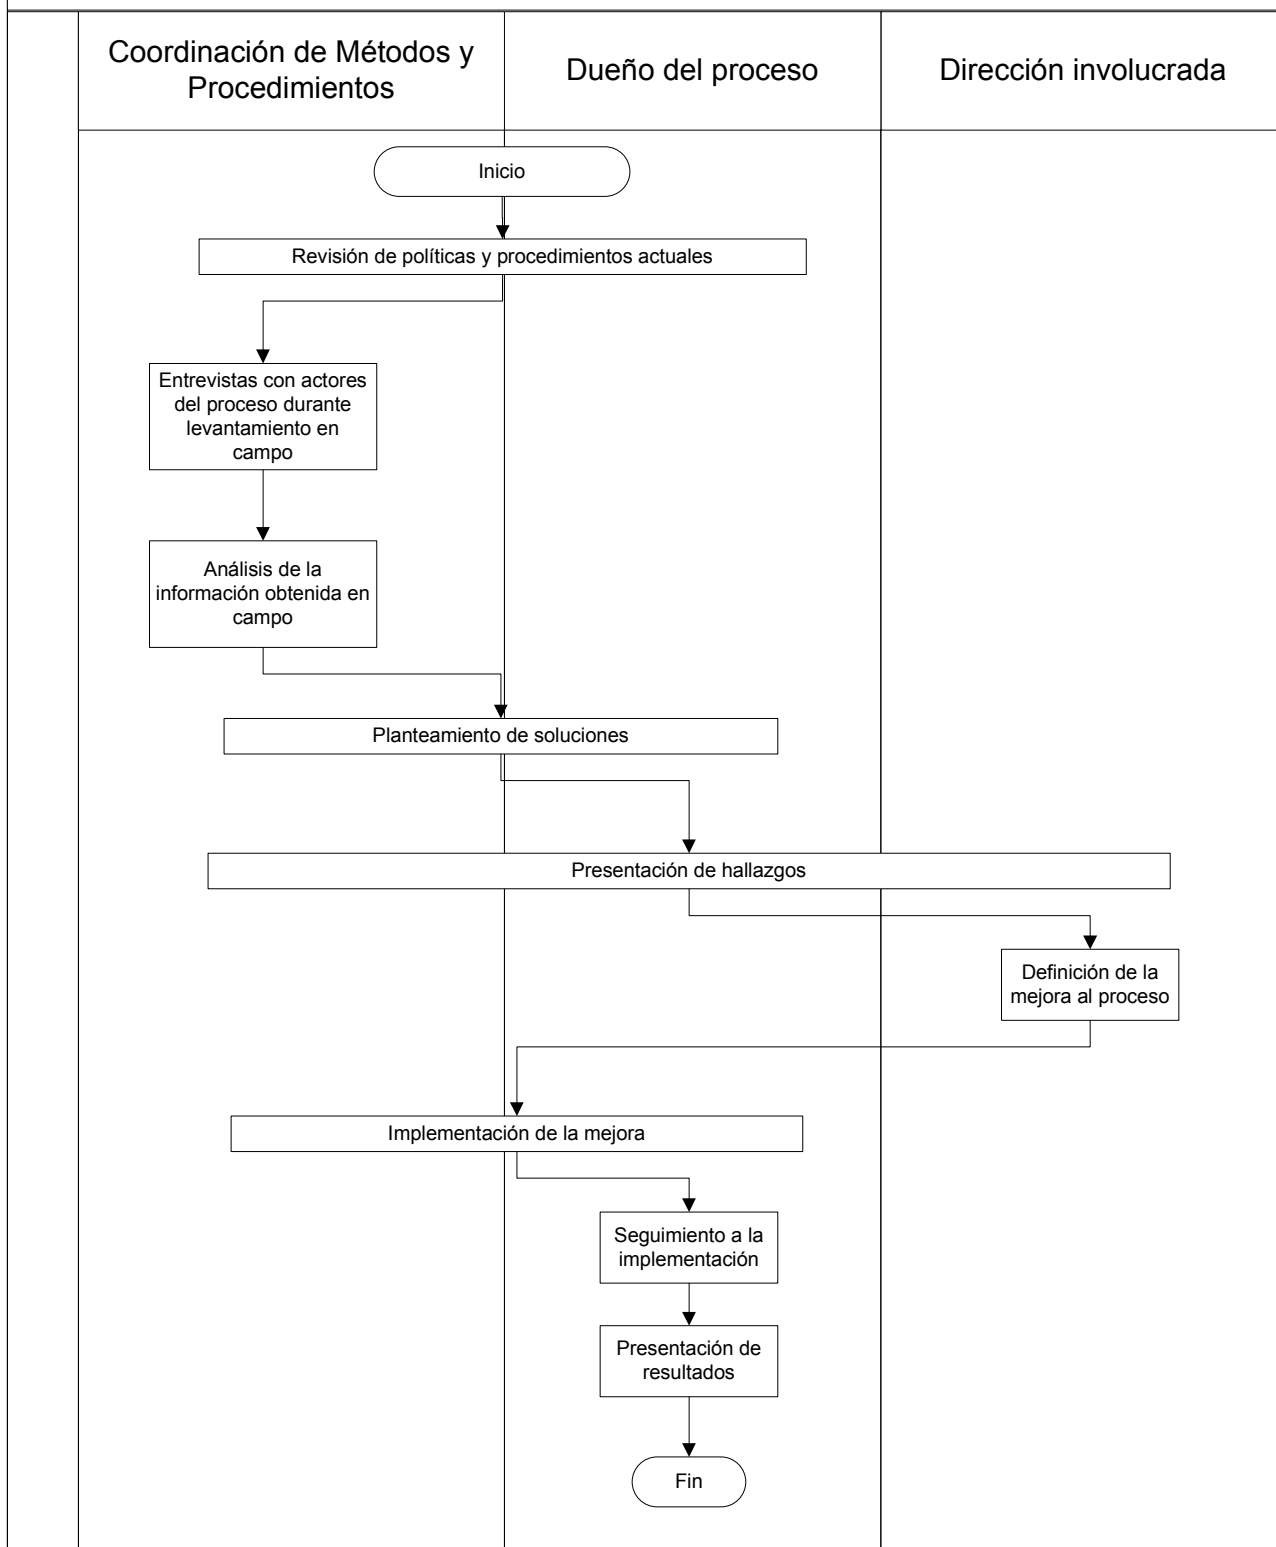 Coordinación de Métodos y
Procedimientos
Dueño del proceso
Dirección involucrada
Inicio
Revisión de políticas y procedimientos actuales
Entrevistas con actores
del proceso durante
levantamiento en
campo
Análisis de la
información obtenida en
campo
Planteamiento de soluciones
Presentación de hallazgos
Definición de la
mejora al proceso
Implementación de la mejora
Seguimiento a la
implementación
Presentación de
resultados
Fin